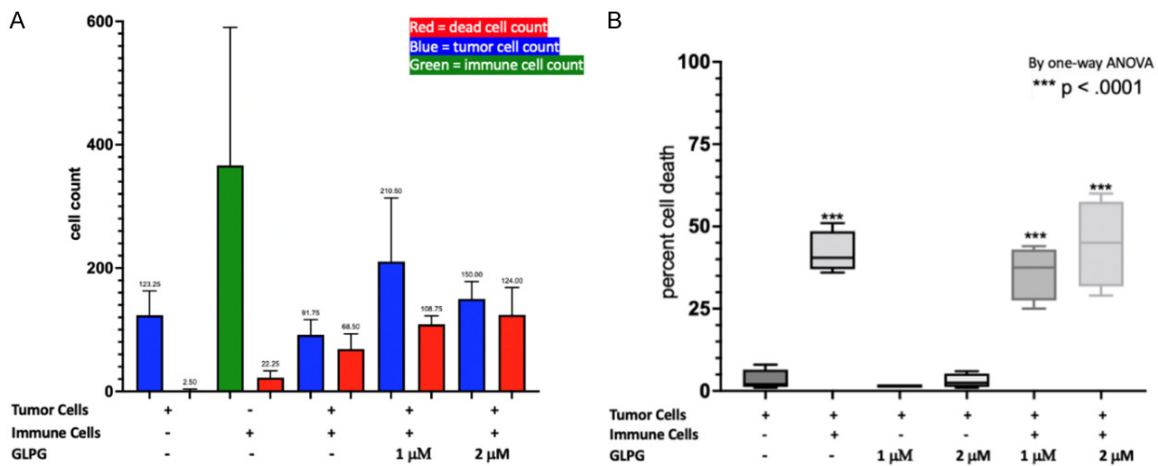 A
600
400
200
0
cell count
Red = dead cell count
Blue = tumor cell count
Green = immune cell count
123.25
2.50
22.25
91.75
68.50
210.50
108.75
150.00
124.00
Tumor Cells + - + + +
Immune Cells - + + + +
GLPG - - - 1 µM 2 µM
B
100
75
50
25
0
percent cell death
By one-way ANOVA
*** p < .0001
***
***
***
Tumor Cells + + + + + +
Immune Cells - + - - + +
GLPG - - 1 µM 2 µM 1 µM 2 µM